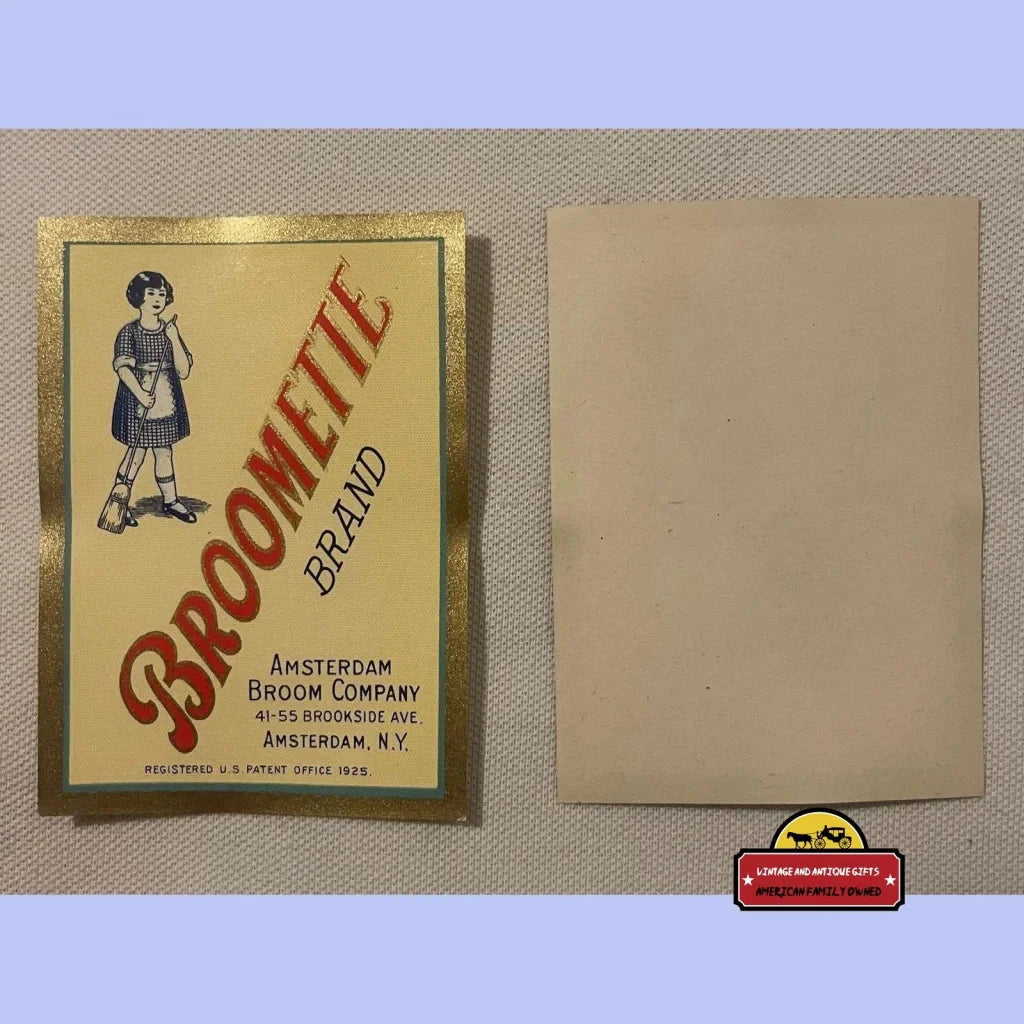 BROOMETTE
BRAND
AMSTERDAM
BROOM COMPANY
41-55 BROOKSIDE AVE.
AMSTERDAM, N.Y.
REGISTERED U.S. PATENT OFFICE 1925.
VINTAGE AND ANTIQUE GIFTS
AMERICAN FAMILY OWNED